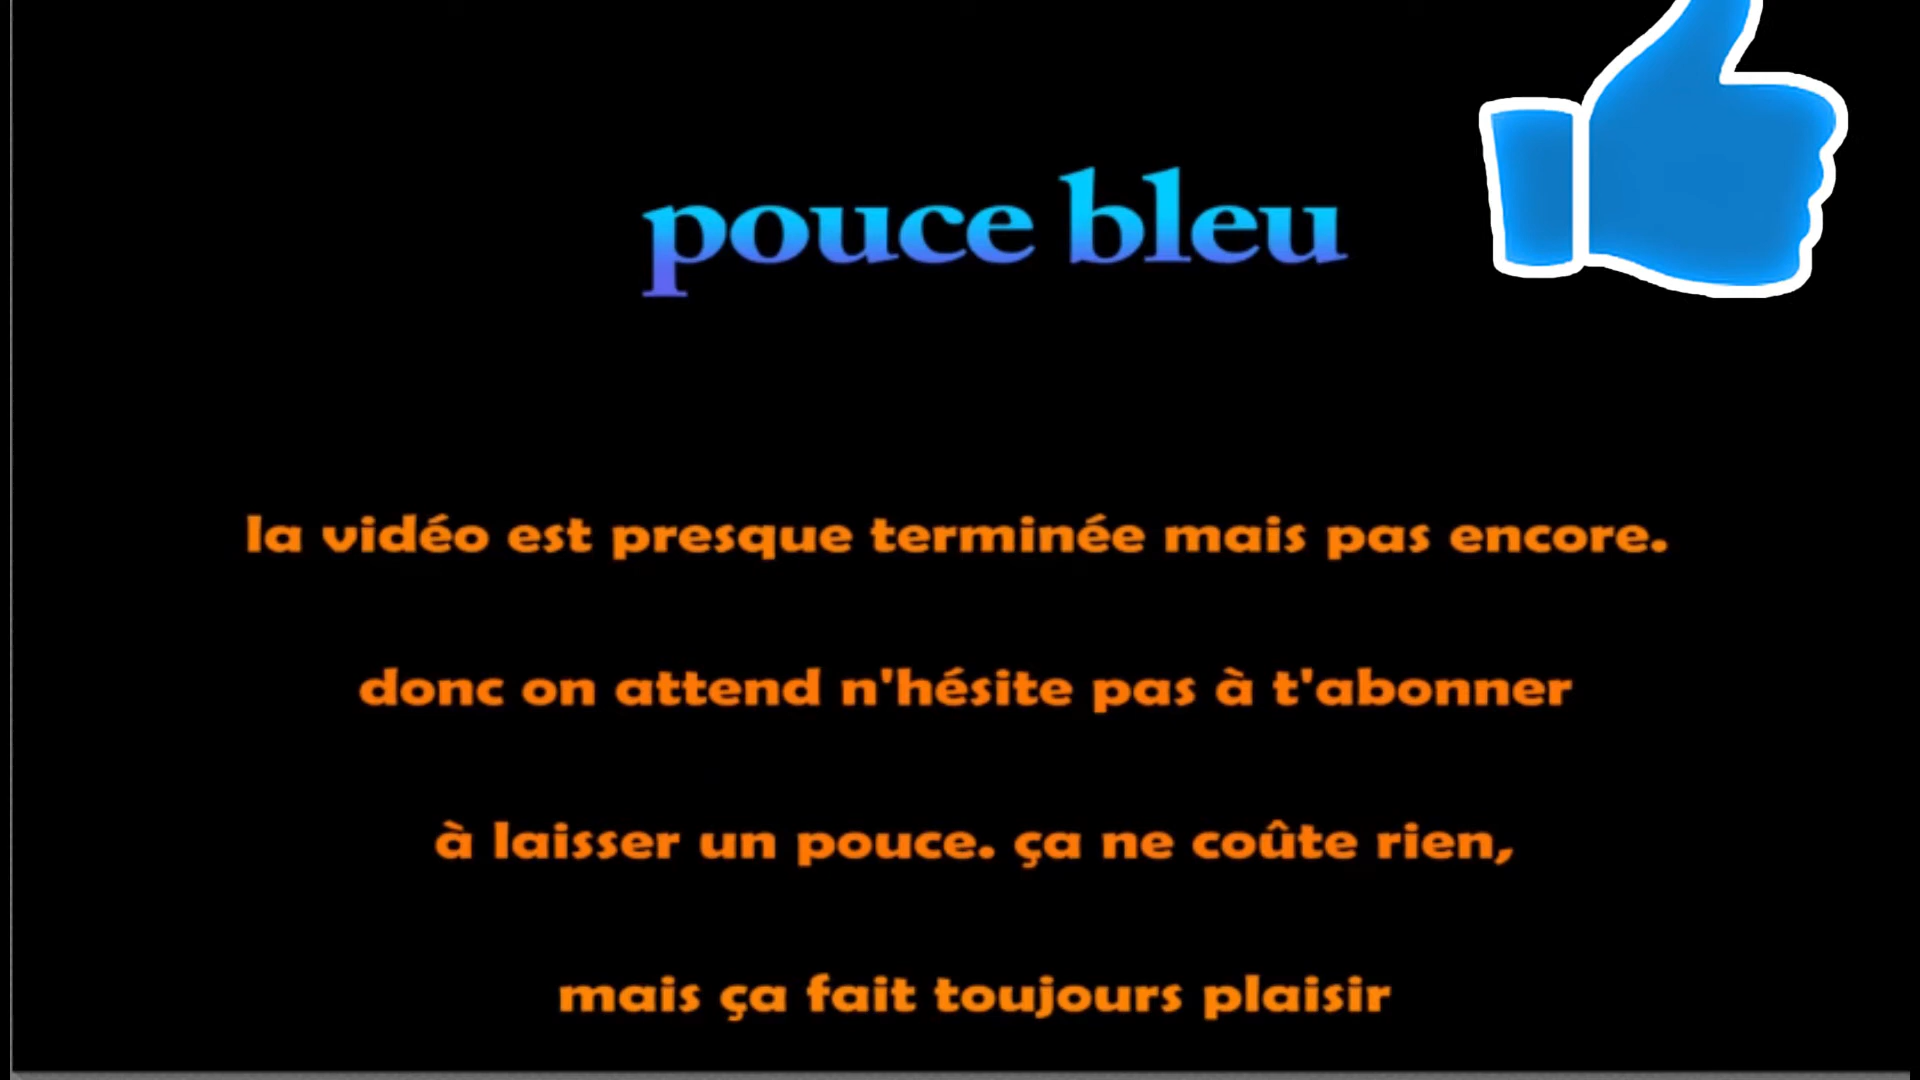 pouce bleu
la vidéo est presque terminée mais pas encore.
donc on attend n'hésite pas à t'abonner
à laisser un pouce. ça ne coûte rien,
mais ça fait toujours plaisir